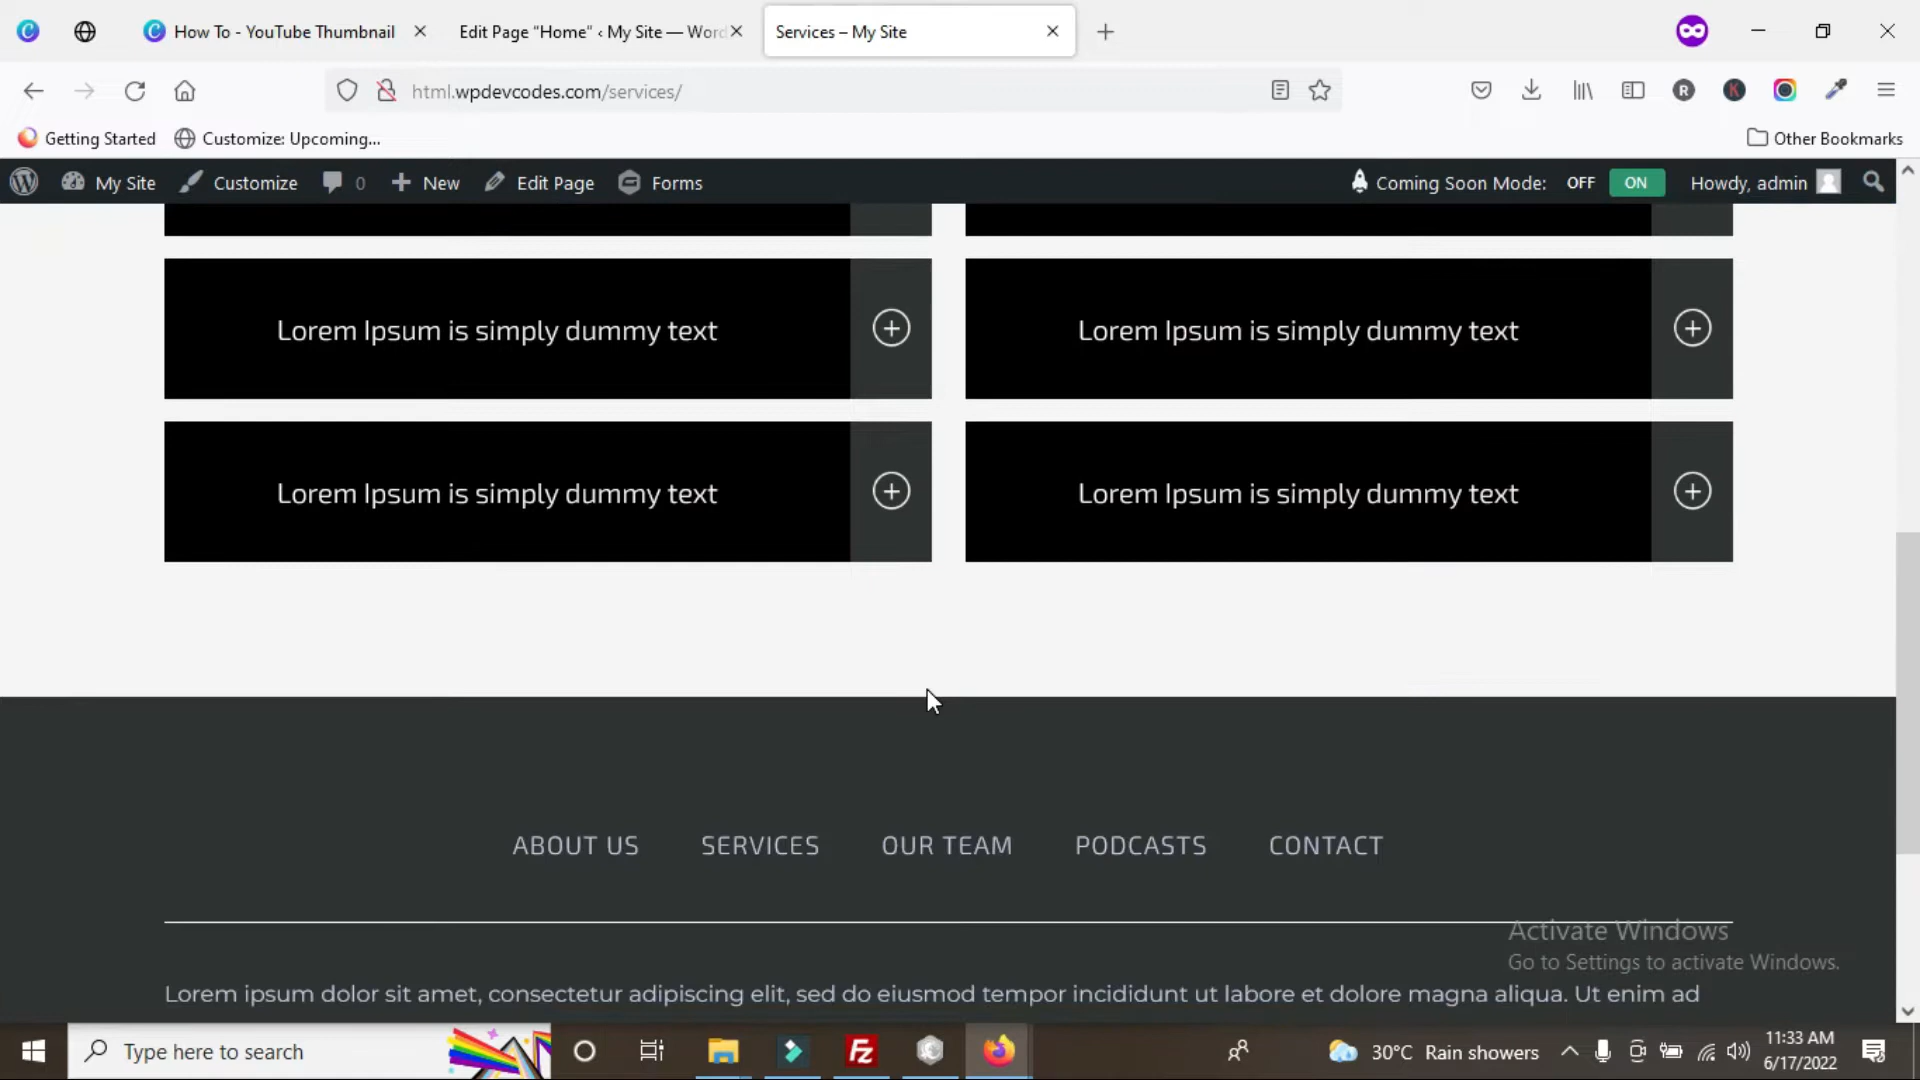 How To - YouTube Thumbnail
Edit Page “Home” ‹ My Site — Word
Services – My Site
html.wpdevcodes.com/services/
R
K
Getting Started
Customize: Upcoming...
Other Bookmarks
My Site
Customize
0
New
Edit Page
Forms
Coming Soon Mode: OFF ON
Howdy, admin
Lorem Ipsum is simply dummy text
Lorem Ipsum is simply dummy text
Lorem Ipsum is simply dummy text
Lorem Ipsum is simply dummy text
ABOUT US SERVICES OUR TEAM PODCASTS CONTACT
Activate Windows
Go to Settings to activate Windows.
Lorem ipsum dolor sit amet, consectetur adipiscing elit, sed do eiusmod tempor incididunt ut labore et dolore magna aliqua. Ut enim ad
Type here to search
Fz
30°C Rain showers
11:33 AM
6/17/2022